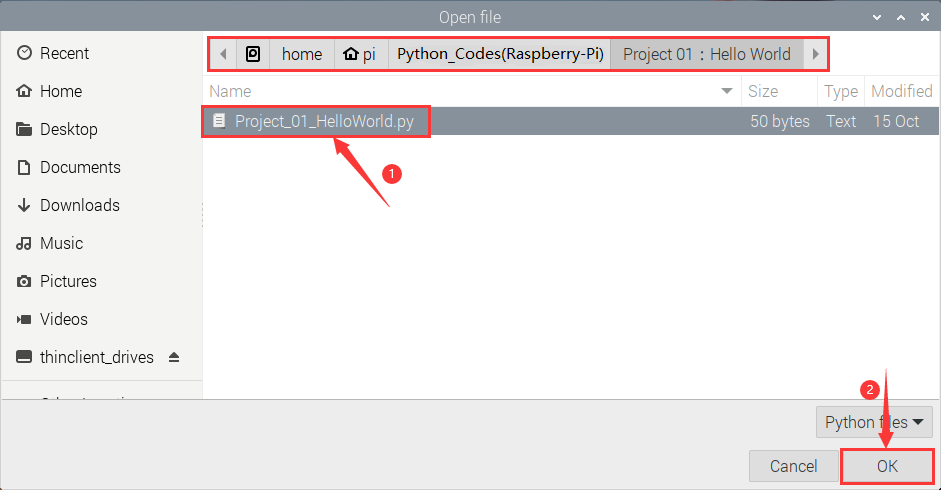 Open file
Recent
Home
Desktop
Documents
Downloads
Music
Pictures
Videos
thinclient_drives
home pi Python_Codes(Raspberry-Pi) Project 01：Hello World
Name Size Type Modified
Project_01_HelloWorld.py 50 bytes Text 15 Oct
1
2
Python files
Cancel OK